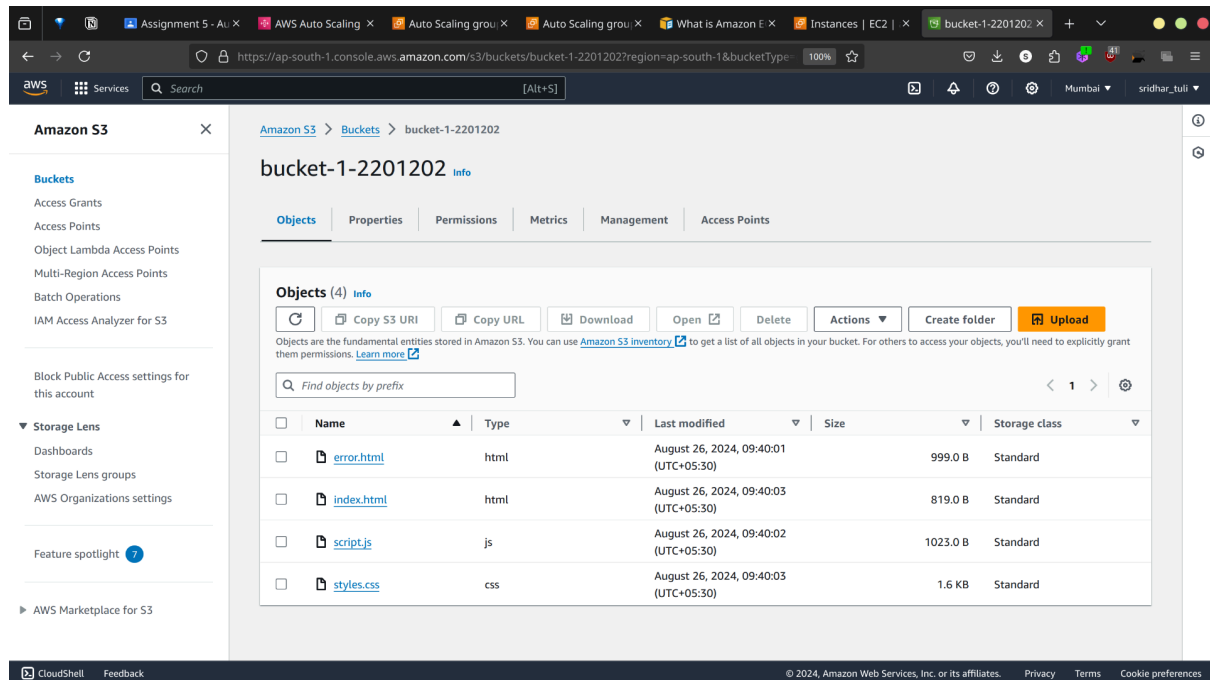 Assignment 5 - Au
AWS Auto Scaling
Auto Scaling grou
Auto Scaling grou
What is Amazon E
Instances | EC2 |
bucket-1-2201202
https://ap-south-1.console.aws.amazon.com/s3/buckets/bucket-1-2201202?region=ap-south-1&bucketType=
100%
41
aws
Services
Search
[Alt+S]
Mumbai
sridhar_tuli
Amazon S3
Buckets
Access Grants
Access Points
Object Lambda Access Points
Multi-Region Access Points
Batch Operations
IAM Access Analyzer for S3
Block Public Access settings for
this account
Storage Lens
Dashboards
Storage Lens groups
AWS Organizations settings
Feature spotlight 7
AWS Marketplace for S3
Amazon S3 > Buckets > bucket-1-2201202
bucket-1-2201202 Info
Objects Properties Permissions Metrics Management Access Points
Objects (4) Info
Copy S3 URI Copy URL Download Open Delete Actions Create folder Upload
Objects are the fundamental entities stored in Amazon S3. You can use Amazon S3 inventory to get a list of all objects in your bucket. For others to access your objects, you'll need to explicitly grant
them permissions. Learn more
Find objects by prefix
1
Name Type Last modified Size Storage class
error.html html August 26, 2024, 09:40:01 (UTC+05:30) 999.0 B Standard
index.html html August 26, 2024, 09:40:03 (UTC+05:30) 819.0 B Standard
script.js js August 26, 2024, 09:40:02 (UTC+05:30) 1023.0 B Standard
styles.css css August 26, 2024, 09:40:03 (UTC+05:30) 1.6 KB Standard
CloudShell Feedback © 2024, Amazon Web Services, Inc. or its affiliates. Privacy Terms Cookie preferences